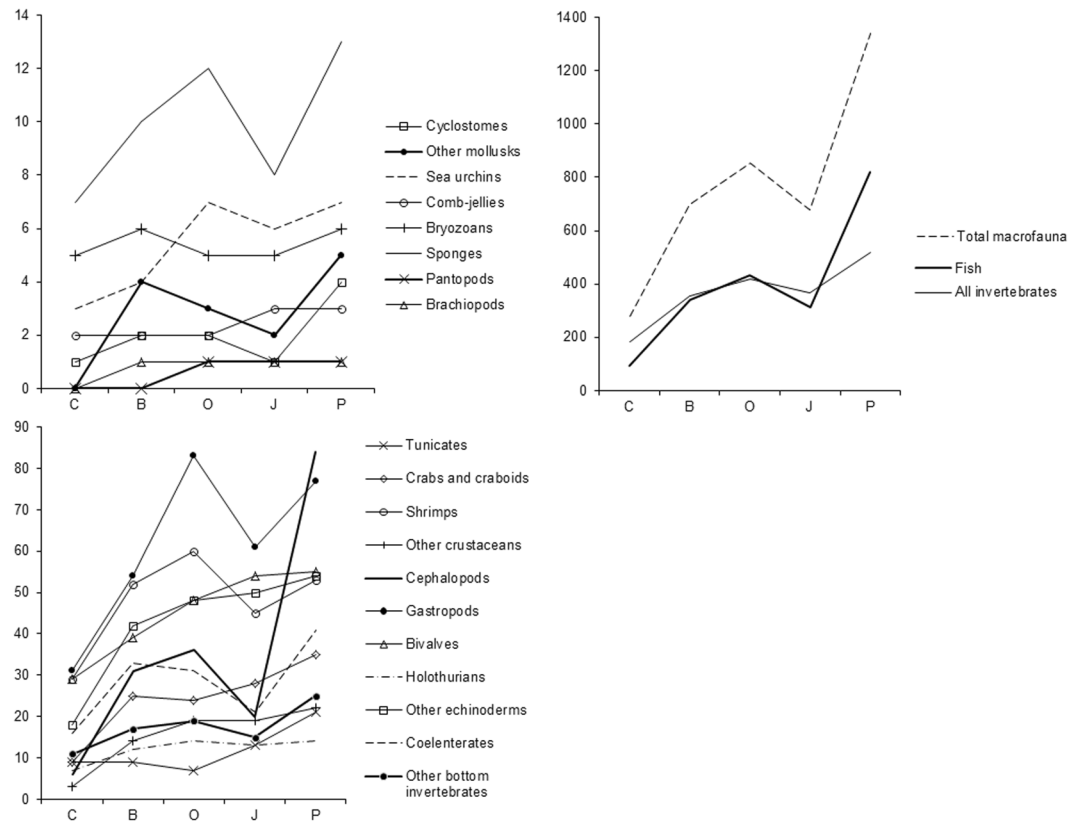 14
12
10
8
6
4
2
0
C B O J P
Cyclostomes
Other mollusks
Sea urchins
Comb-jellies
Bryozoans
Sponges
Pantopods
Brachiopods
1400
1200
1000
800
600
400
200
0
C B O J P
Total macrofauna
Fish
All invertebrates
90
80
70
60
50
40
30
20
10
0
C B O J P
Tunicates
Crabs and craboids
Shrimps
Other crustaceans
Cephalopods
Gastropods
Bivalves
Holothurians
Other echinoderms
Coelenterates
Other bottom
invertebrates